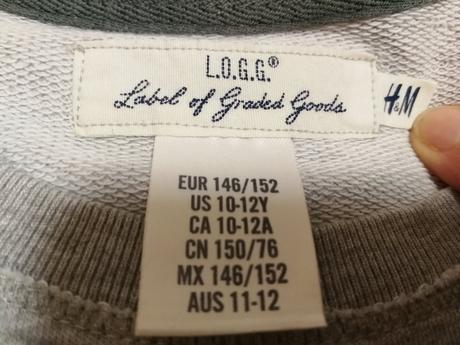 L.O.G.G.®
Label of Graded Goods
H&M
EUR 146/152
US 10-12Y
CA 10-12A
CN 150/76
MX 146/152
AUS 11-12